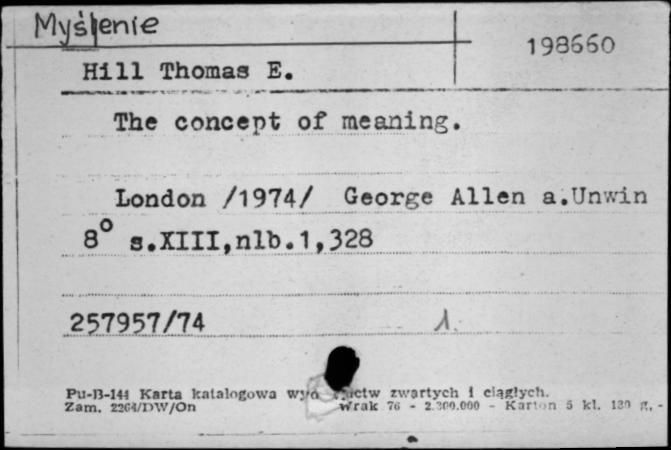 Myślenie
198660
Hill Thomas E.
The concept of meaning.
London /1974/ George Allen a.Unwin
8° s.XIII,nlb.1,328
257957/74 1
Pu-B-144 Karta katalogowa zwartych i ciągłych.
Zam. 2264/DW/On Wrak 76 - 2.300.000 - Karton 5 kl. 180 g, -